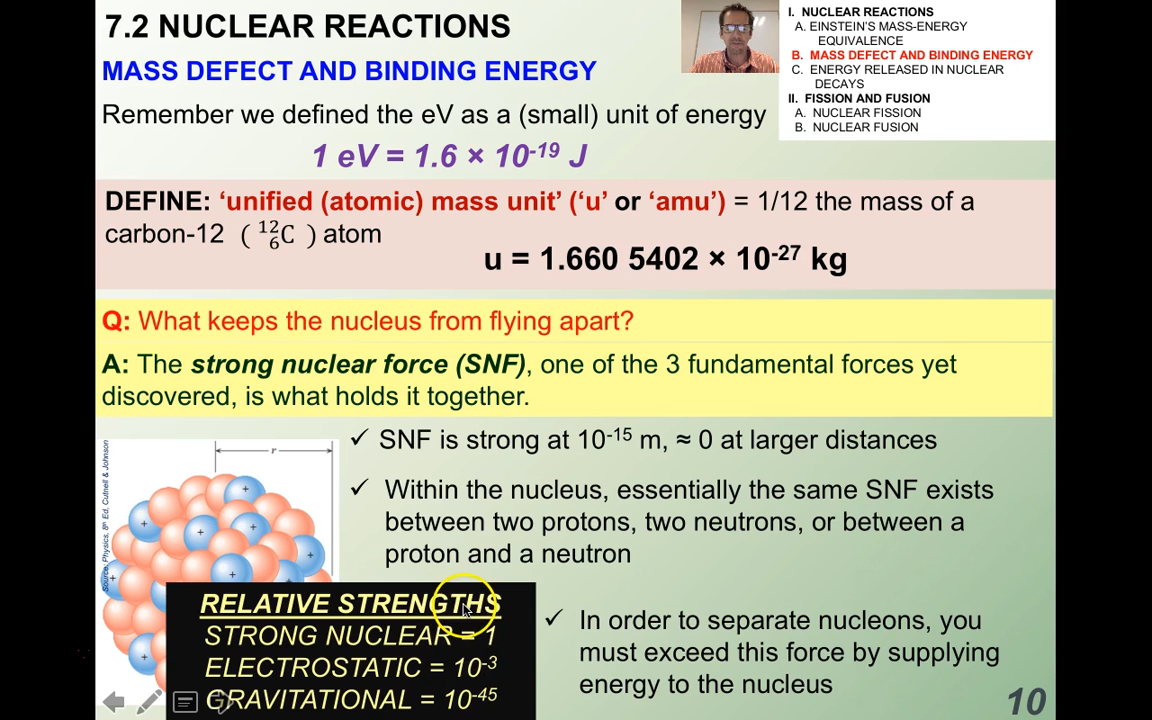 7.2 NUCLEAR REACTIONS
MASS DEFECT AND BINDING ENERGY
Remember we defined the eV as a (small) unit of energy
1 eV = 1.6 × 10⁻¹⁹ J
I. NUCLEAR REACTIONS
A. EINSTEIN'S MASS-ENERGY
EQUIVALENCE
B. MASS DEFECT AND BINDING ENERGY
C. ENERGY RELEASED IN NUCLEAR
DECAYS
II. FISSION AND FUSION
A. NUCLEAR FISSION
B. NUCLEAR FUSION
DEFINE: ‘unified (atomic) mass unit’ (‘u’ or ‘amu’) = 1/12 the mass of a
carbon-12 ( ¹²₆C ) atom
u = 1.660 5402 × 10⁻²⁷ kg
Q: What keeps the nucleus from flying apart?
A: The strong nuclear force (SNF), one of the 3 fundamental forces yet
discovered, is what holds it together.
Source: Physics, 8th Ed, Cutnell & Johnson
r
✓ SNF is strong at 10⁻¹⁵ m, ≈ 0 at larger distances
✓ Within the nucleus, essentially the same SNF exists
between two protons, two neutrons, or between a
proton and a neutron
RELATIVE STRENGTHS
STRONG NUCLEAR = 1
ELECTROSTATIC = 10⁻³
GRAVITATIONAL = 10⁻⁴⁵
✓ In order to separate nucleons, you
must exceed this force by supplying
energy to the nucleus
10